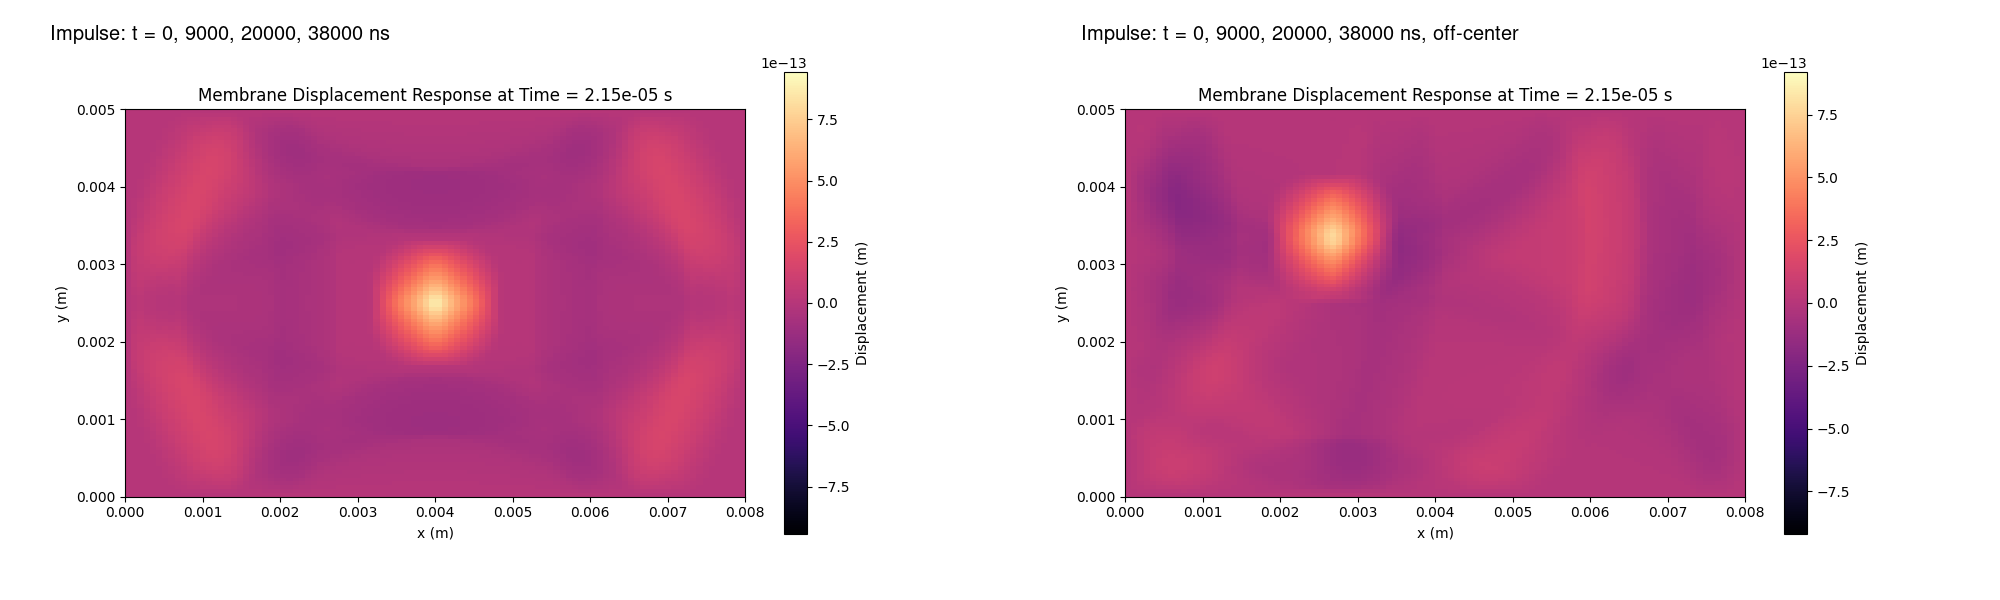 Impulse: t = 0, 9000, 20000, 38000 ns
1e−13
Membrane Displacement Response at Time = 2.15e-05 s
0.005
0.004
0.003
0.002
0.001
0.000
y (m)
0.000 0.001 0.002 0.003 0.004 0.005 0.006 0.007 0.008
x (m)
7.5
5.0
2.5
0.0
−2.5
−5.0
−7.5
Displacement (m)
Impulse: t = 0, 9000, 20000, 38000 ns, off-center
1e−13
Membrane Displacement Response at Time = 2.15e-05 s
0.005
0.004
0.003
0.002
0.001
0.000
y (m)
0.000 0.001 0.002 0.003 0.004 0.005 0.006 0.007 0.008
x (m)
7.5
5.0
2.5
0.0
−2.5
−5.0
−7.5
Displacement (m)